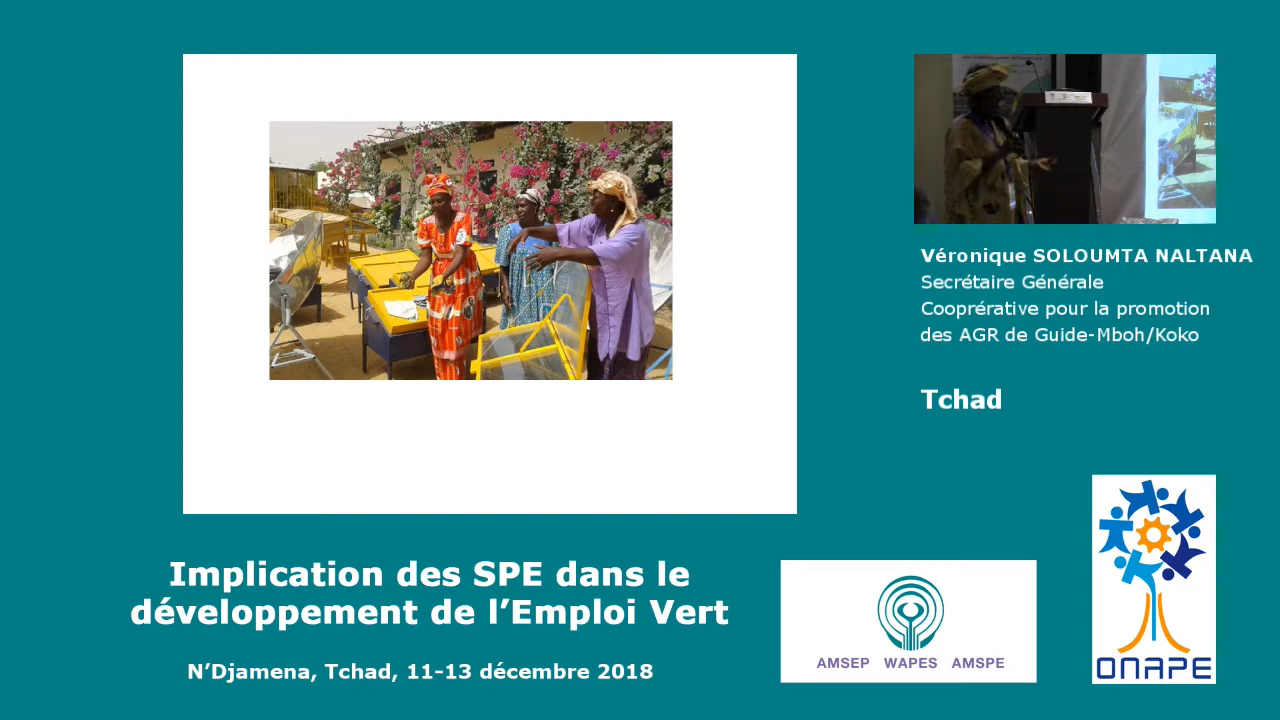 Véronique SOLOUMTA NALTANA
Secrétaire Générale
Cooprérative pour la promotion
des AGR de Guide-Mboh/Koko
Tchad
Implication des SPE dans le
développement de l’Emploi Vert
N’Djamena, Tchad, 11-13 décembre 2018
AMSEP WAPES AMSPE
ONAPE